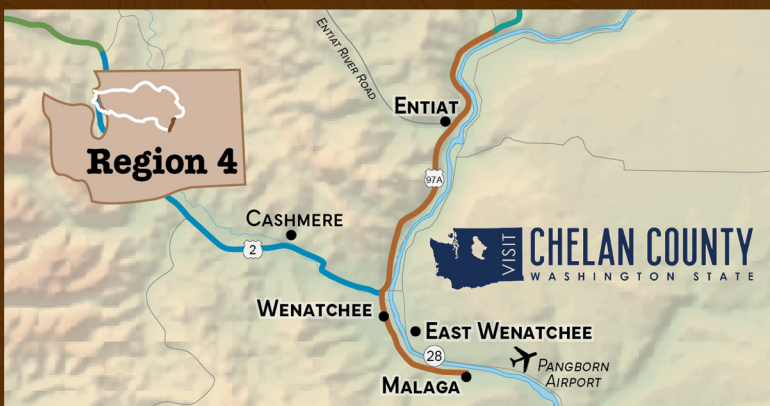 ENTIAT RIVER ROAD
ENTIAT
Region 4
97A
CASHMERE
2
VISIT
CHELAN COUNTY
WASHINGTON STATE
WENATCHEE
EAST WENATCHEE
28
PANGBORN
AIRPORT
MALAGA